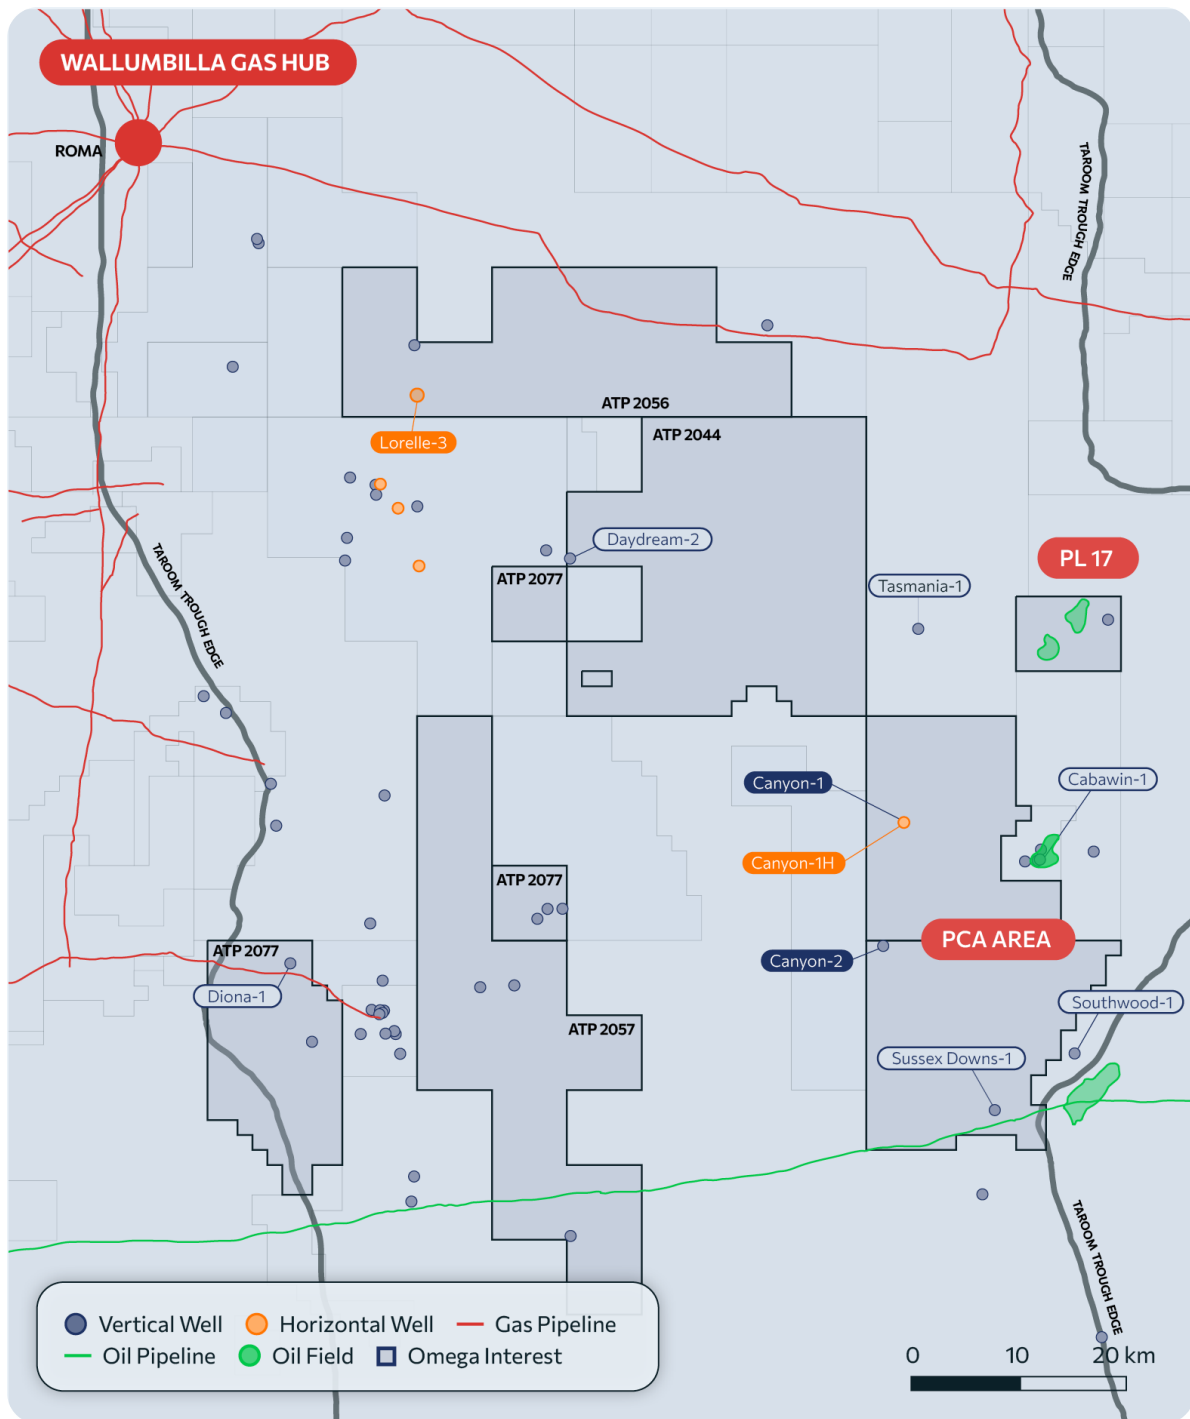 WALLUMBILLA GAS HUB
ROMA
TAROOM TROUGH EDGE
ATP 2056
Lorelle-3
ATP 2044
Daydream-2
PL 17
ATP 2077
Tasmania-1
TAROOM TROUGH EDGE
Canyon-1
Cabawin-1
Canyon-1H
ATP 2077
PCA AREA
ATP 2077
Canyon-2
Diona-1
Southwood-1
ATP 2057
Sussex Downs-1
TAROOM TROUGH EDGE
Vertical Well
Horizontal Well
Gas Pipeline
Oil Pipeline
Oil Field
Omega Interest
0 10 20 km